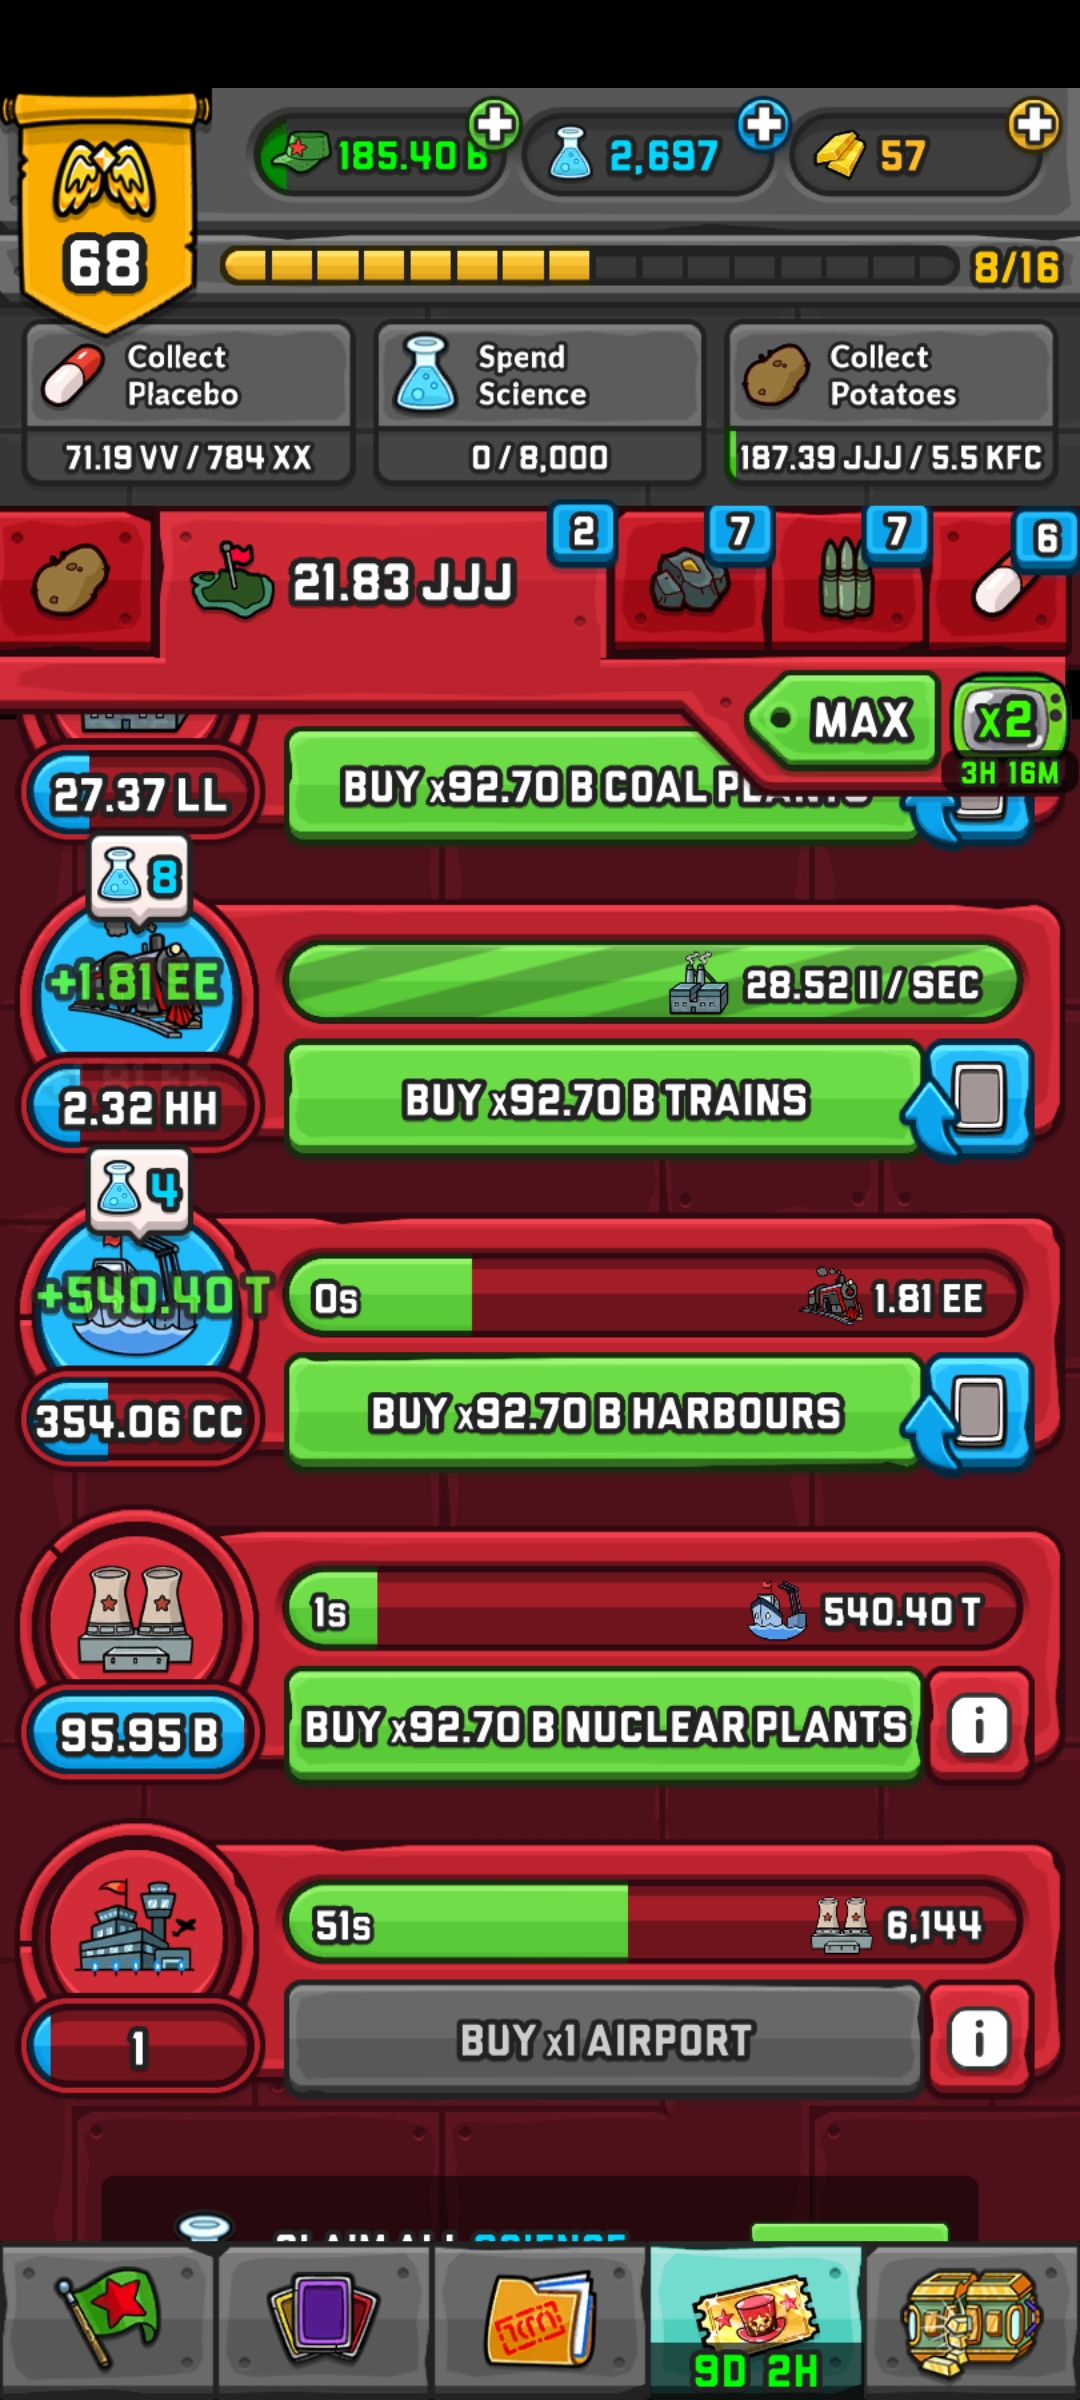 185.40 B
2,697
57
68
8/16
Collect
Placebo
71.19 VV / 784 XX
Spend
Science
0 / 8,000
Collect
Potatoes
187.39 JJJ / 5.5 KFC
21.83 JJJ
2
7
7
6
MAX
x2
3H 16M
27.37 LL
BUY x92.70 B COAL PLANTS
8
+1.81 EE
28.52 II / SEC
2.32 HH
BUY x92.70 B TRAINS
4
+540.40 T
0s
1.81 EE
354.06 CC
BUY x92.70 B HARBOURS
1s
540.40 T
95.95 B
BUY x92.70 B NUCLEAR PLANTS
i
51s
6,144
1
BUY x1 AIRPORT
i
CLAIM ALL SCIENCE
9D 2H